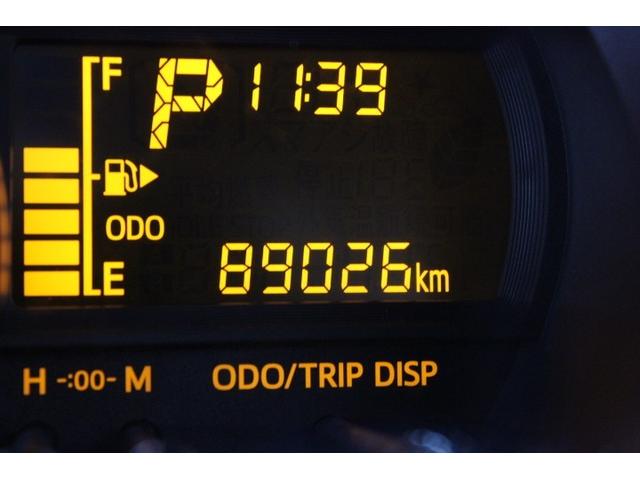 F P 11:39
ODO
E 89026km
H -:00- M ODO/TRIP DISP